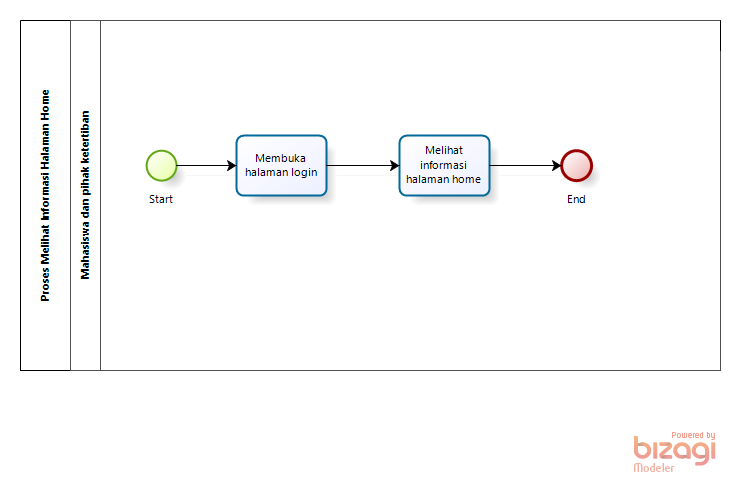 Proses Melihat Informasi Halaman Home
Mahasiswa dan pihak ketertiban
Start
Membuka
halaman login
Melihat
informasi
halaman home
End
Powered by
bizagi
Modeler